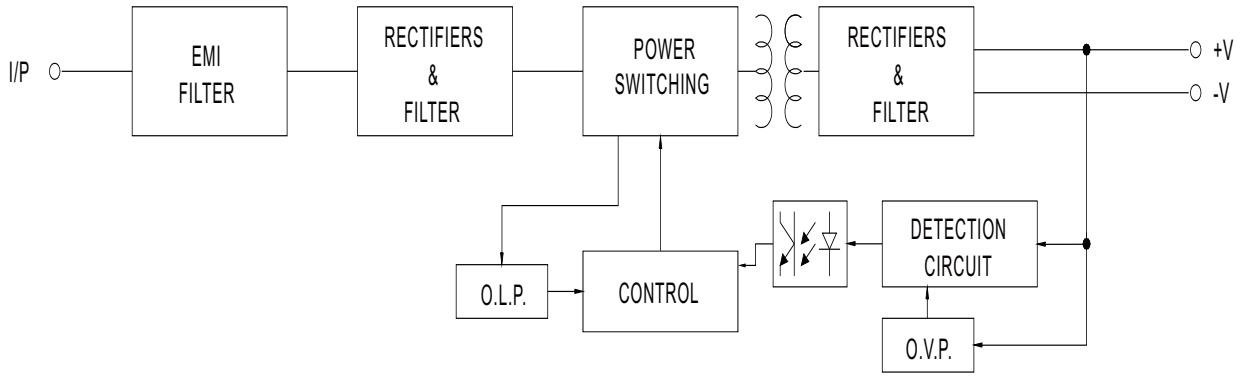 I/P
EMI
FILTER
RECTIFIERS
&
FILTER
POWER
SWITCHING
RECTIFIERS
&
FILTER
+V
-V
O.L.P.
CONTROL
DETECTION
CIRCUIT
O.V.P.